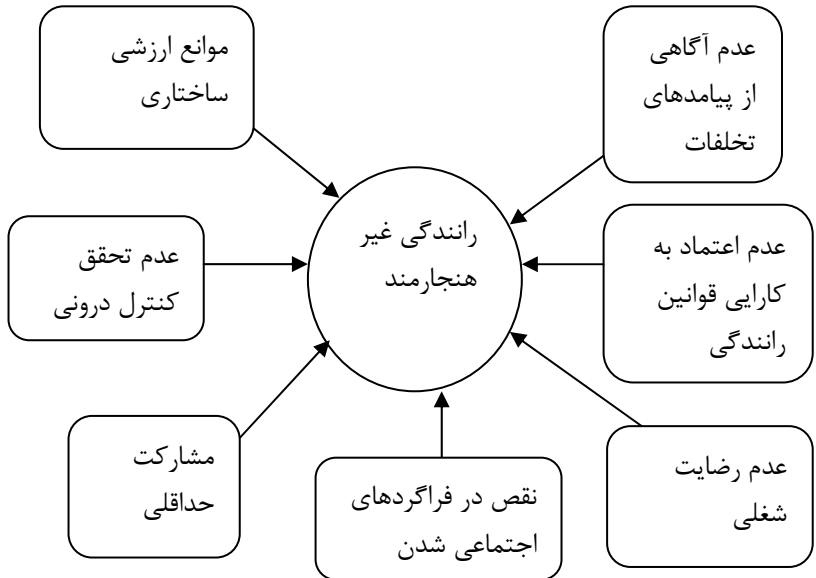 عدم آگاهی
از پیامدهای
تخلفات
موانع ارزشی
ساختاری
رانندگی غیر
هنجارمند
عدم اعتماد به
کارایی قوانین
رانندگی
عدم تحقق
کنترل درونی
عدم رضایت
شغلی
نقص در فراگردهای
اجتماعی شدن
مشارکت
حداقلی